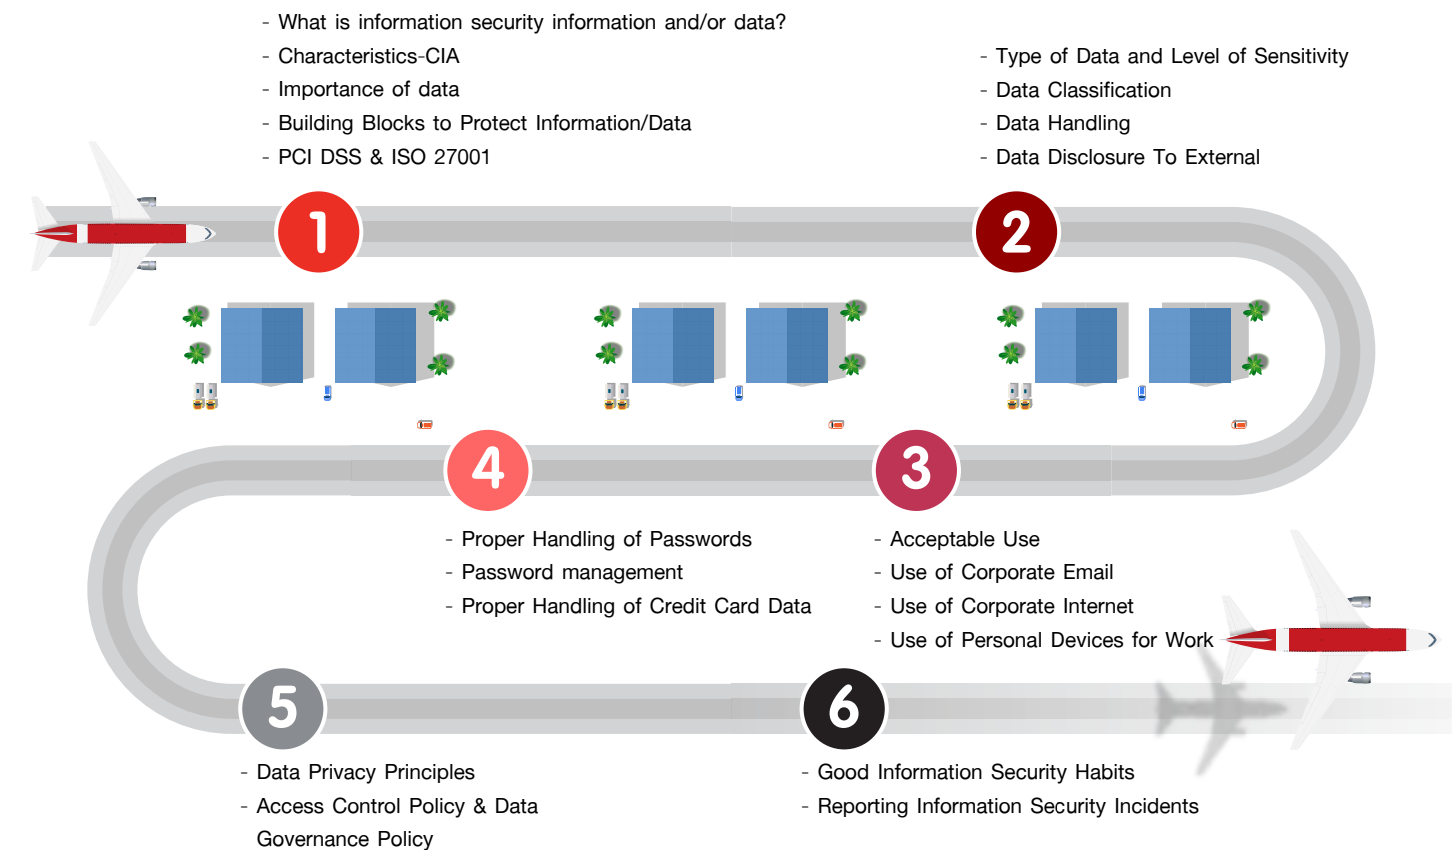 - What is information security information and/or data?
- Characteristics-CIA
- Importance of data
- Building Blocks to Protect Information/Data
- PCI DSS & ISO 27001
- Type of Data and Level of Sensitivity
- Data Classification
- Data Handling
- Data Disclosure To External
1
2
4
3
- Proper Handling of Passwords
- Password management
- Proper Handling of Credit Card Data
- Acceptable Use
- Use of Corporate Email
- Use of Corporate Internet
- Use of Personal Devices for Work
5
6
- Data Privacy Principles
- Access Control Policy & Data
Governance Policy
- Good Information Security Habits
- Reporting Information Security Incidents